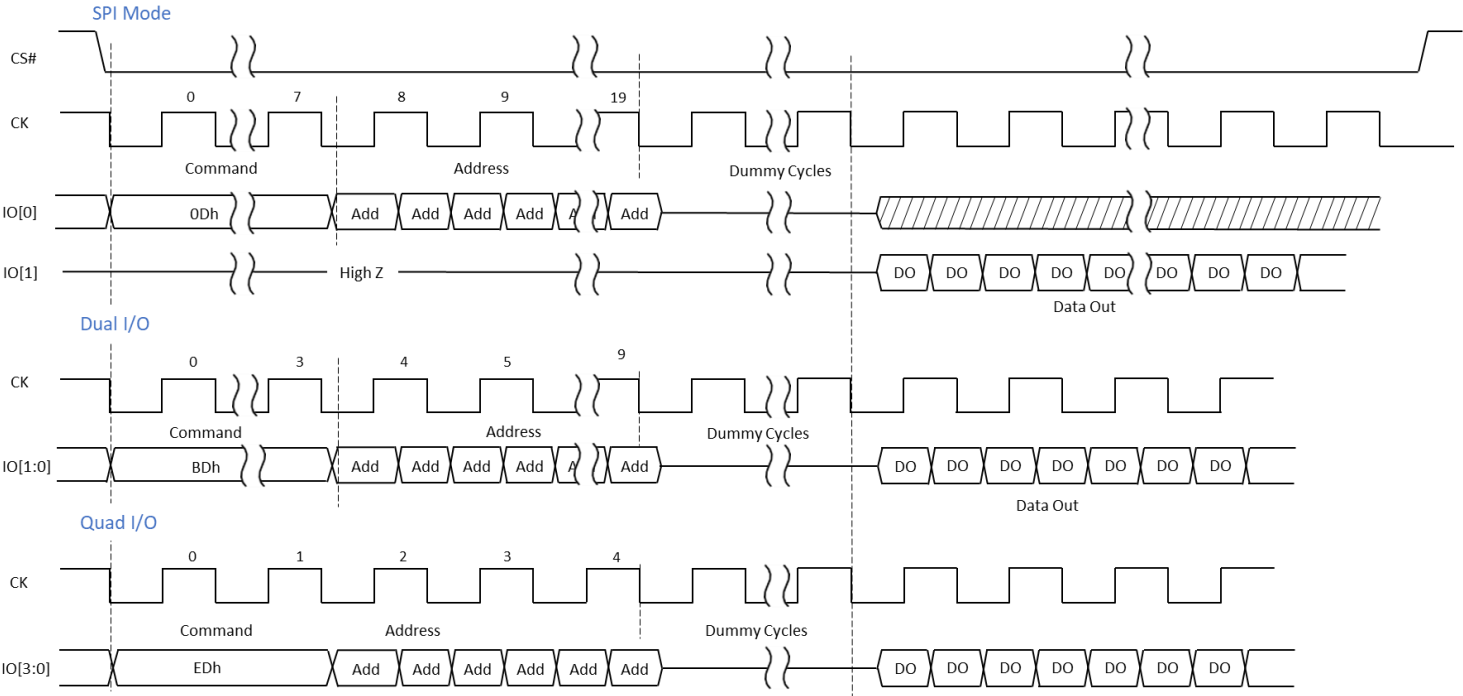 SPI Mode
CS#
0 7 8 9 19
CK
Command Address Dummy Cycles
IO[0] 0Dh Add Add Add Add A Add
IO[1] High Z DO DO DO DO DO DO DO DO
Data Out
Dual I/O
0 3 4 5 9
CK
Command Address Dummy Cycles
IO[1:0] BDh Add Add Add Add A Add DO DO DO DO DO DO DO
Data Out
Quad I/O
0 1 2 3 4
CK
Command Address Dummy Cycles
IO[3:0] EDh Add Add Add Add Add Add DO DO DO DO DO DO DO